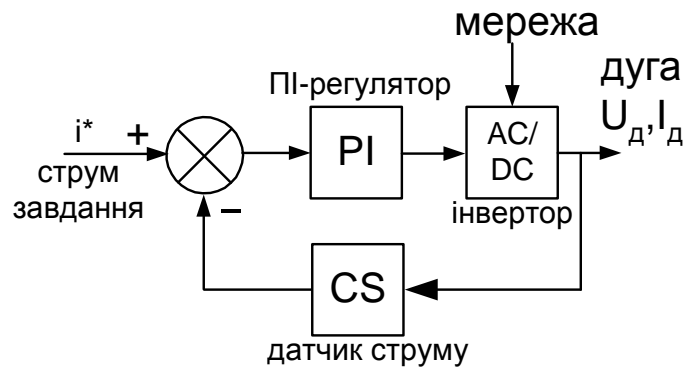 мережа
дуга
Uд,Iд
ПІ-регулятор
i* +
PI
AC/
DC
струм
завдання
інвертор
–
CS
датчик струму